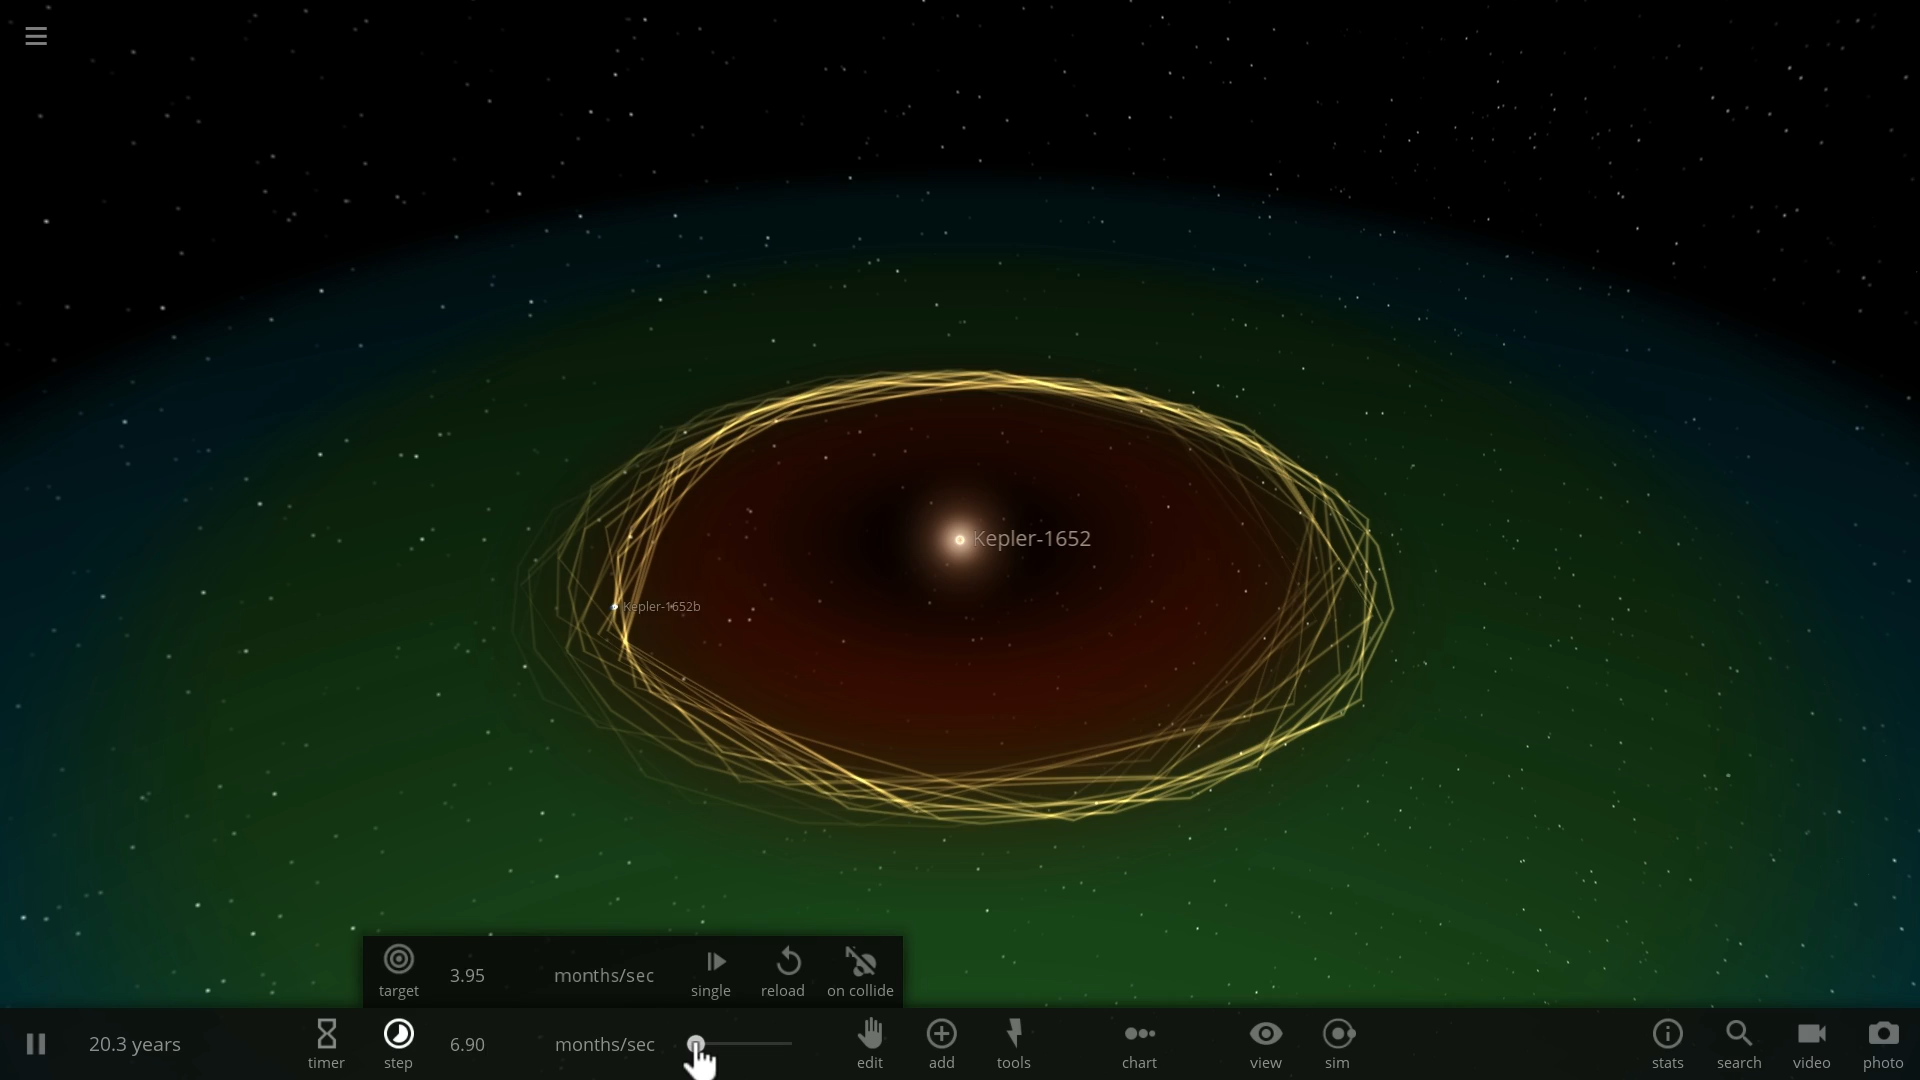 Kepler-1652
Kepler-1652b
3.95 months/sec
target single reload on collide
20.3 years 6.90 months/sec
timer step edit add tools chart view sim stats search video photo